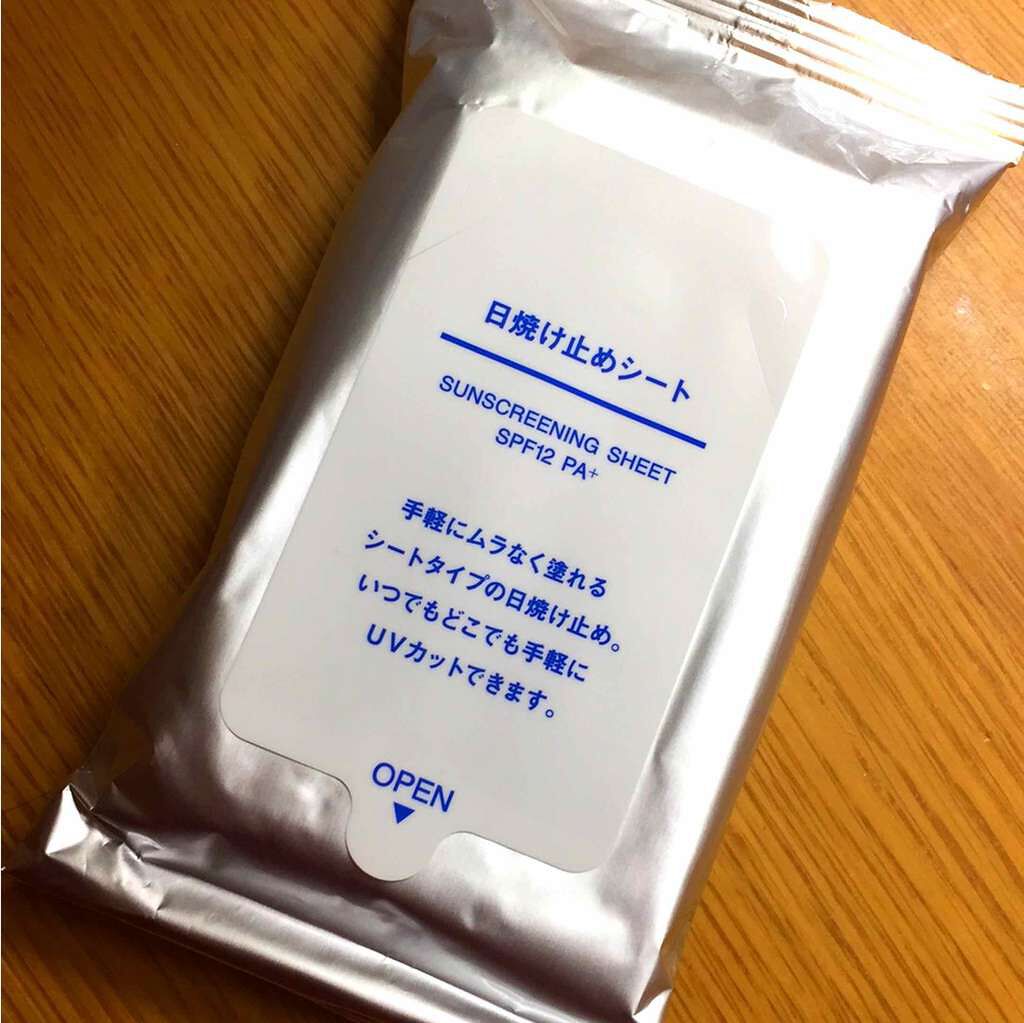 日焼け止めシート
SUNSCREENING SHEET
SPF12 PA+
手軽にムラなく塗れる
シートタイプの日焼け止め。
いつでもどこでも手軽に
UVカットできます。
OPEN